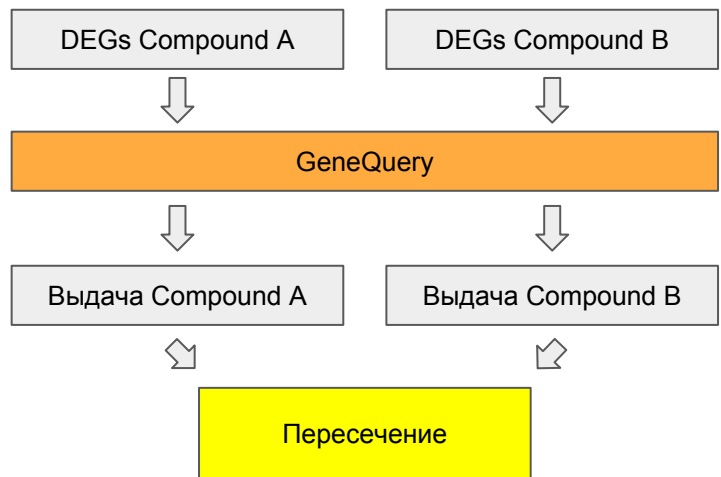 DEGs Compound A
DEGs Compound B
GeneQuery
Выдача Compound A
Выдача Compound B
Пересечение